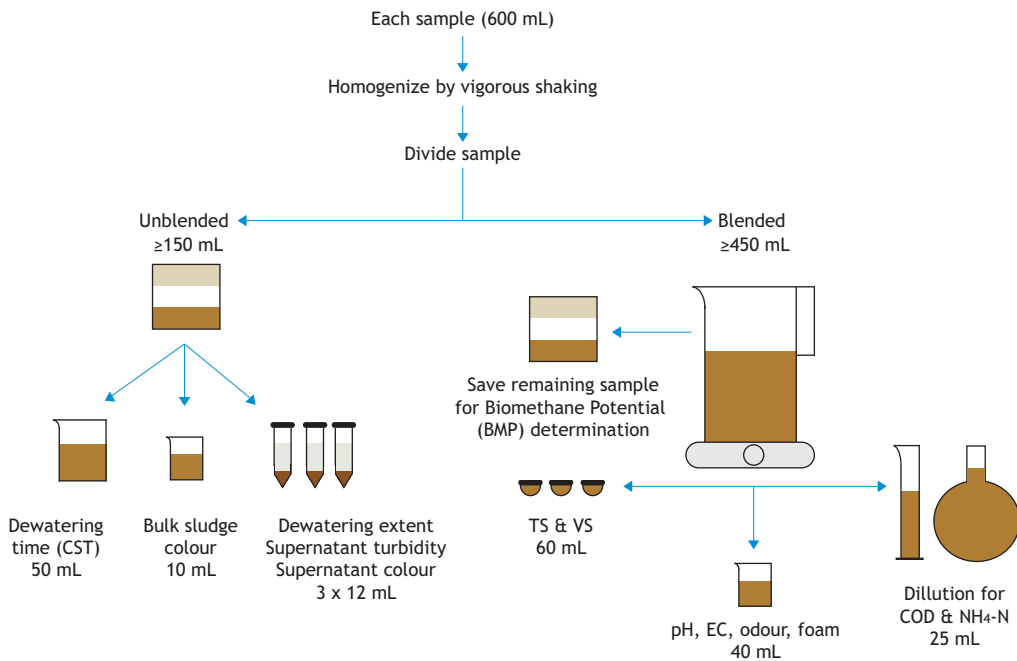 Each sample (600 mL)
Homogenize by vigorous shaking
Divide sample
Unblended
≥150 mL
Blended
≥450 mL
Save remaining sample
for Biomethane Potential
(BMP) determination
Dewatering
time (CST)
50 mL
Bulk sludge
colour
10 mL
Dewatering extent
Supernatant turbidity
Supernatant colour
3 x 12 mL
TS & VS
60 mL
pH, EC, odour, foam
40 mL
Dillution for
COD & NH₄-N
25 mL